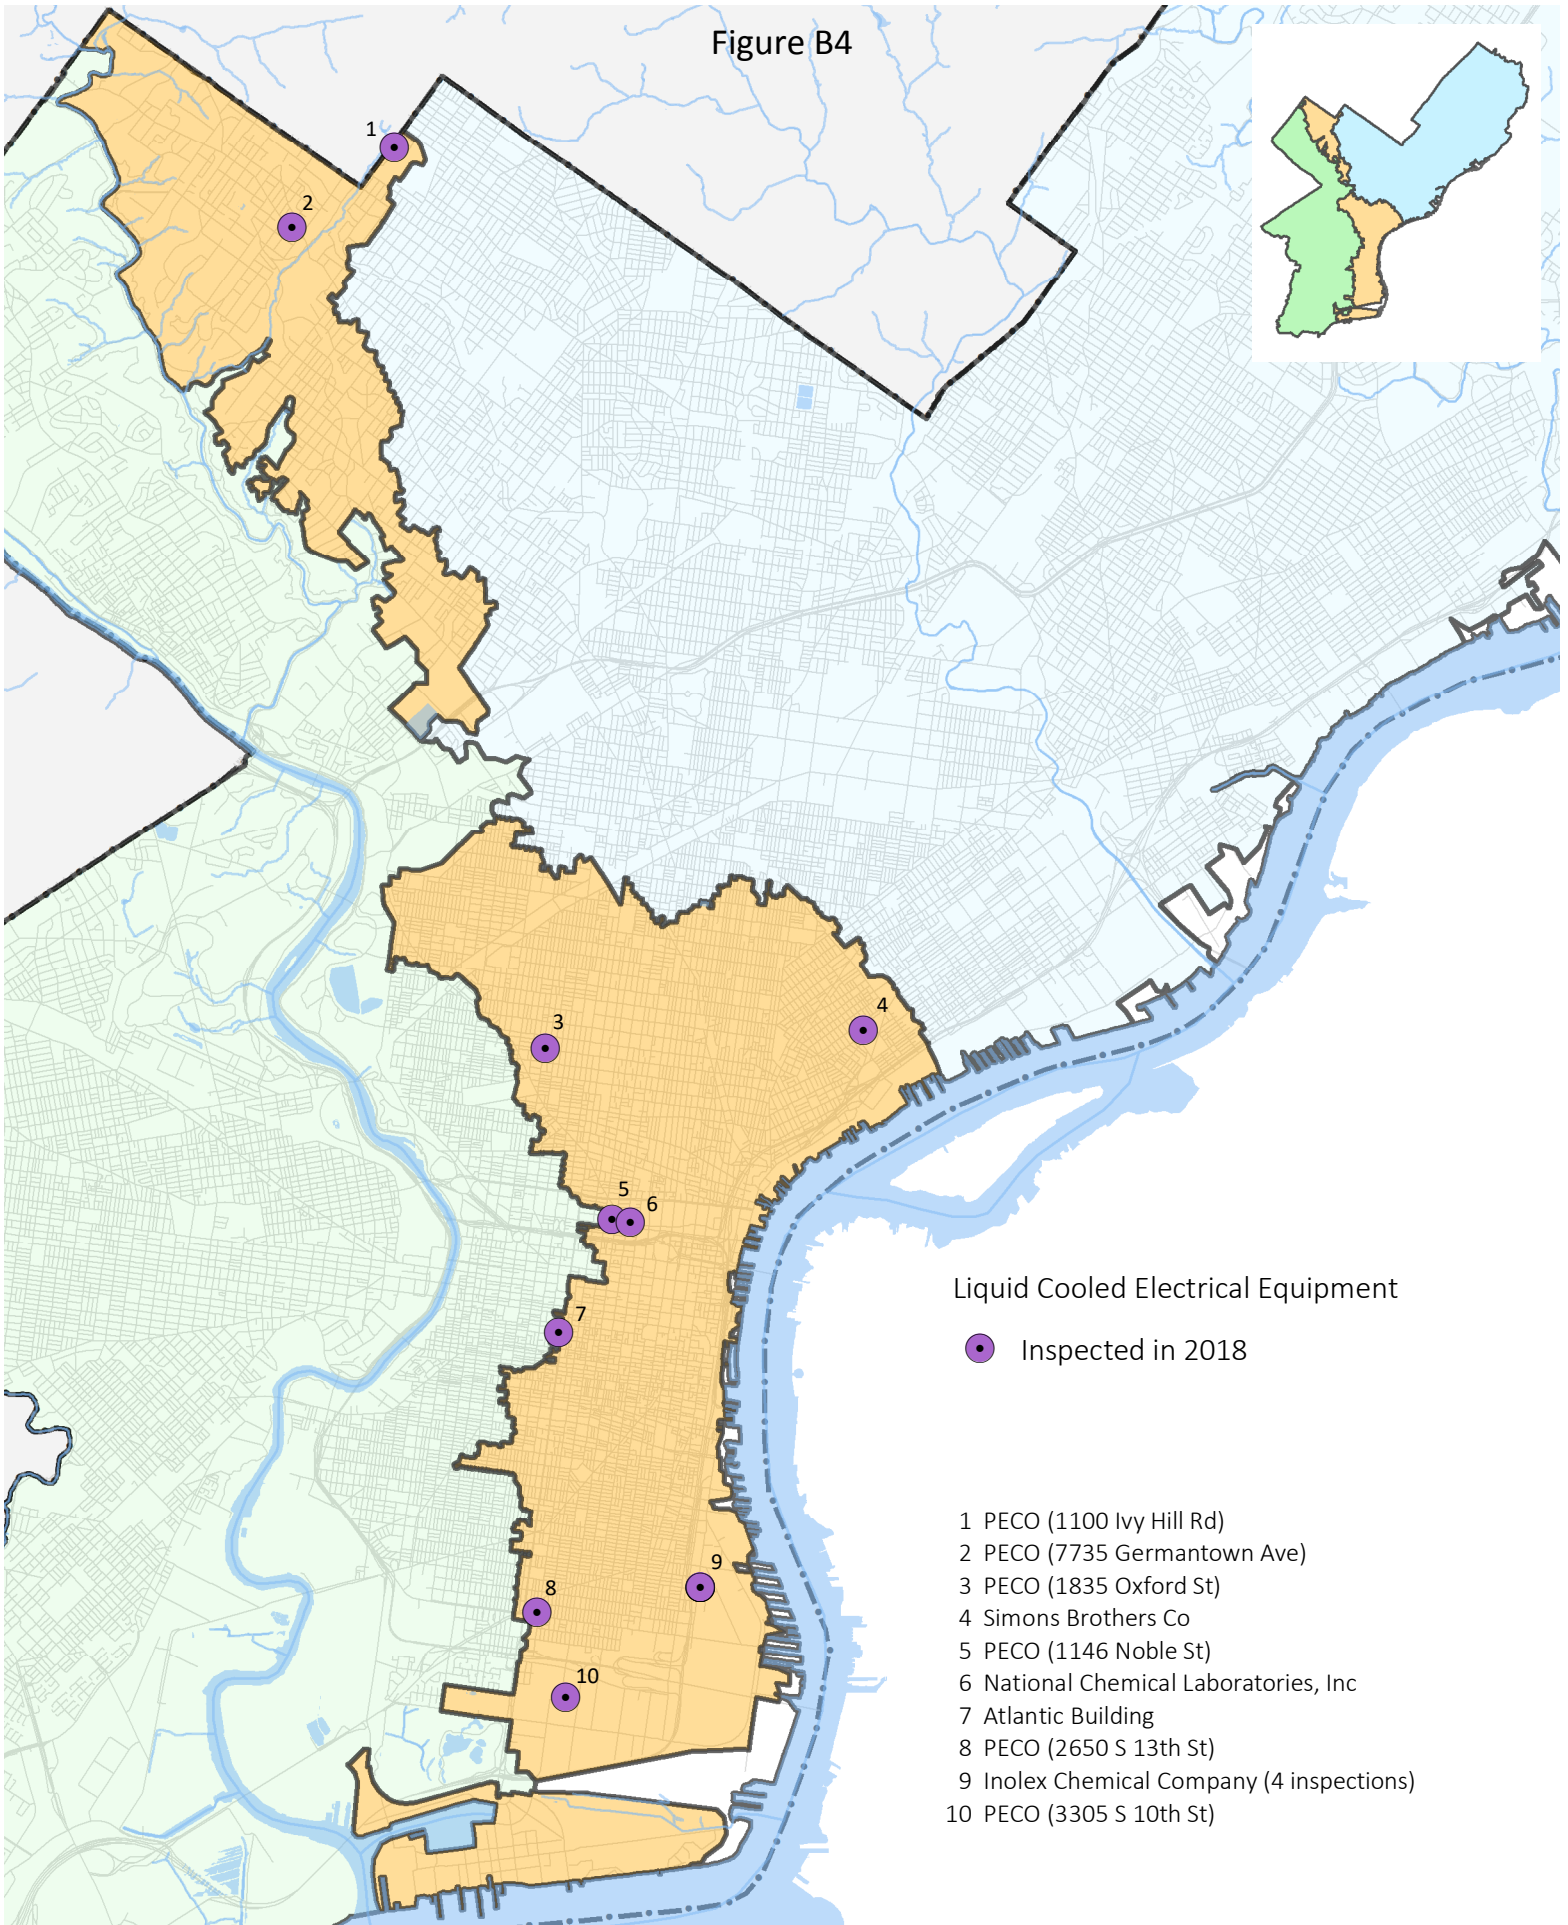 Figure B4
1
2
3
4
5
6
7
8
9
10
Liquid Cooled Electrical Equipment
Inspected in 2018
1 PECO (1100 Ivy Hill Rd)
2 PECO (7735 Germantown Ave)
3 PECO (1835 Oxford St)
4 Simons Brothers Co
5 PECO (1146 Noble St)
6 National Chemical Laboratories, Inc
7 Atlantic Building
8 PECO (2650 S 13th St)
9 Inolex Chemical Company (4 inspections)
10 PECO (3305 S 10th St)